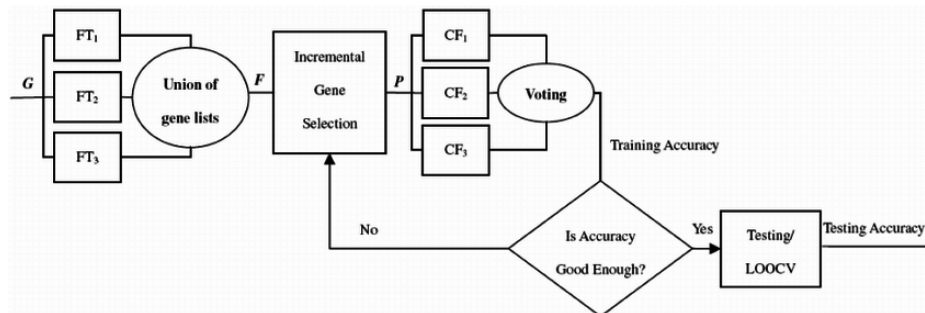 G
FT1
FT2
FT3
Union of
gene lists
F
Incremental
Gene
Selection
P
CF1
CF2
CF3
Voting
Training Accuracy
Is Accuracy
Good Enough?
No
Yes
Testing/
LOOCV
Testing Accuracy